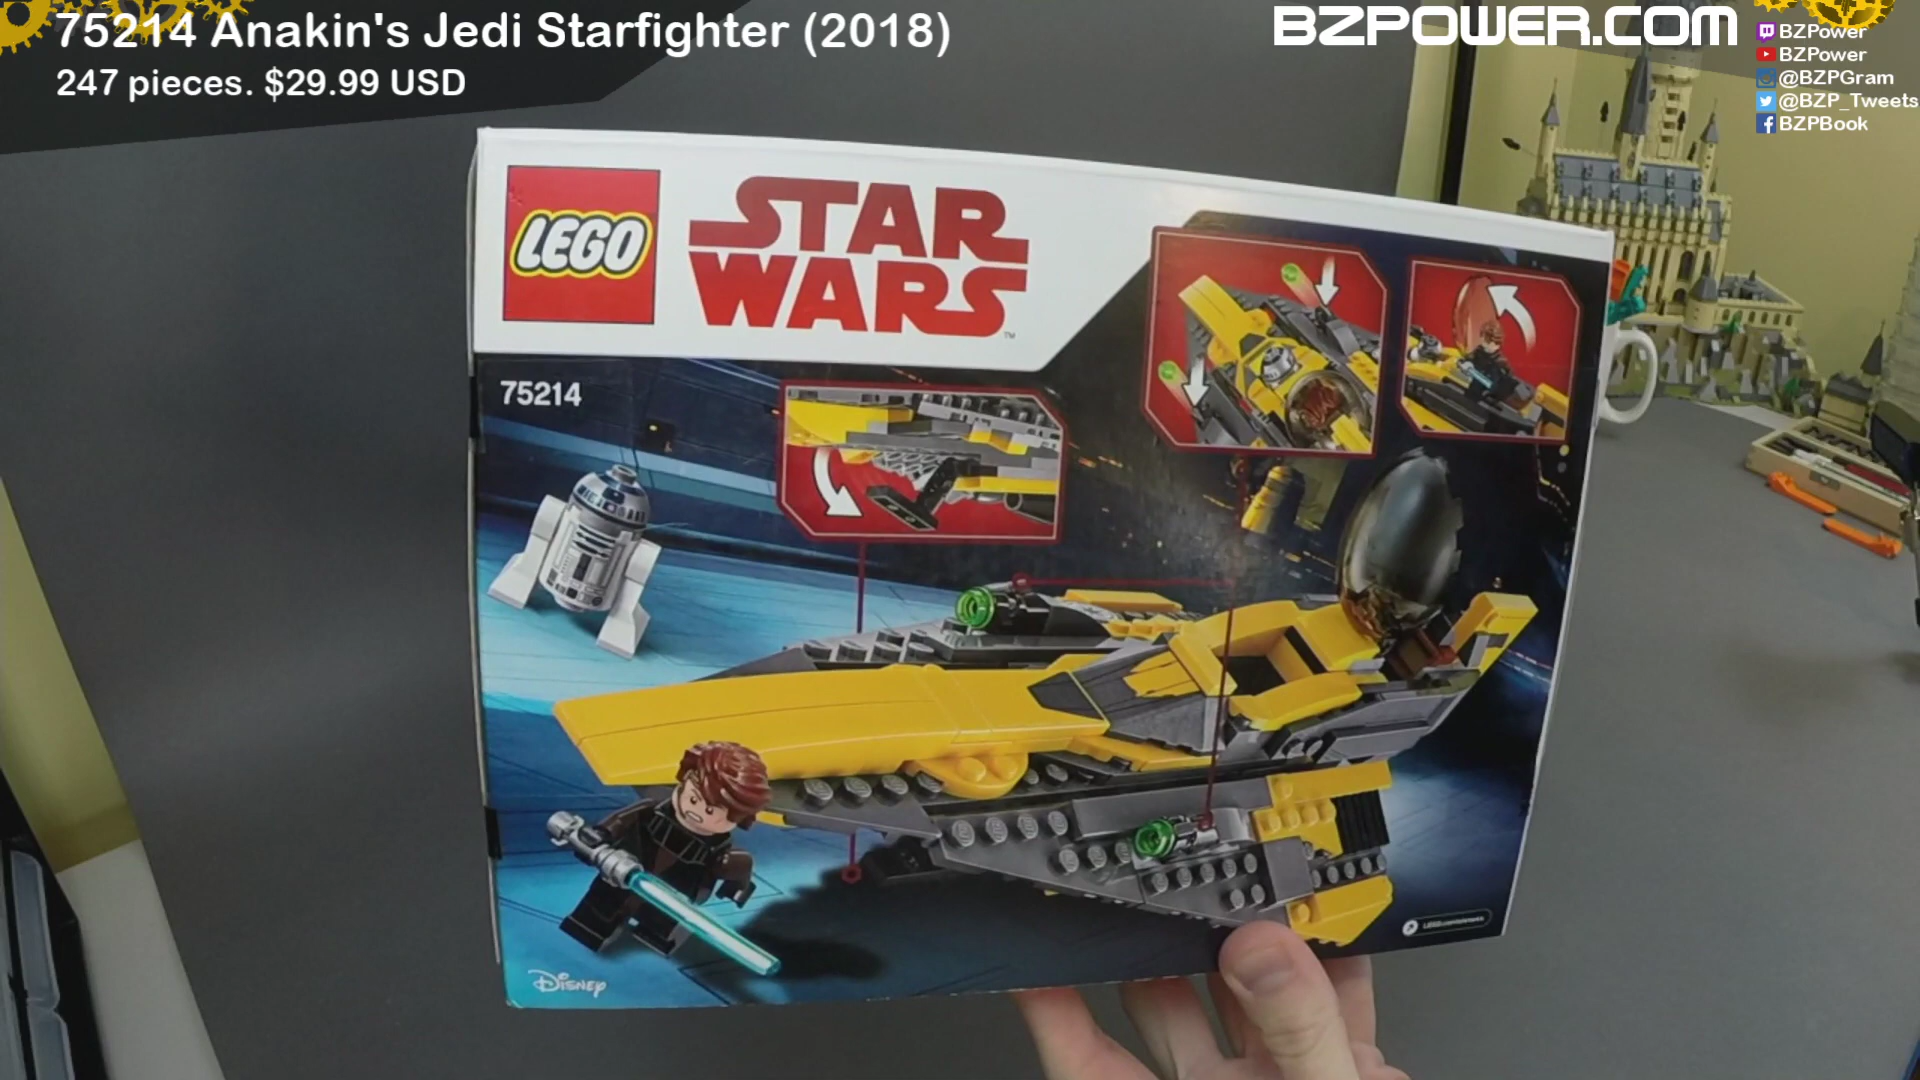 75214 Anakin's Jedi Starfighter (2018)
247 pieces. $29.99 USD
BZPOWER.COM
BZPower
BZPower
@BZPGram
@BZP_Tweets
BZPBook
LEGO
STAR
WARS
TM
75214
Disney